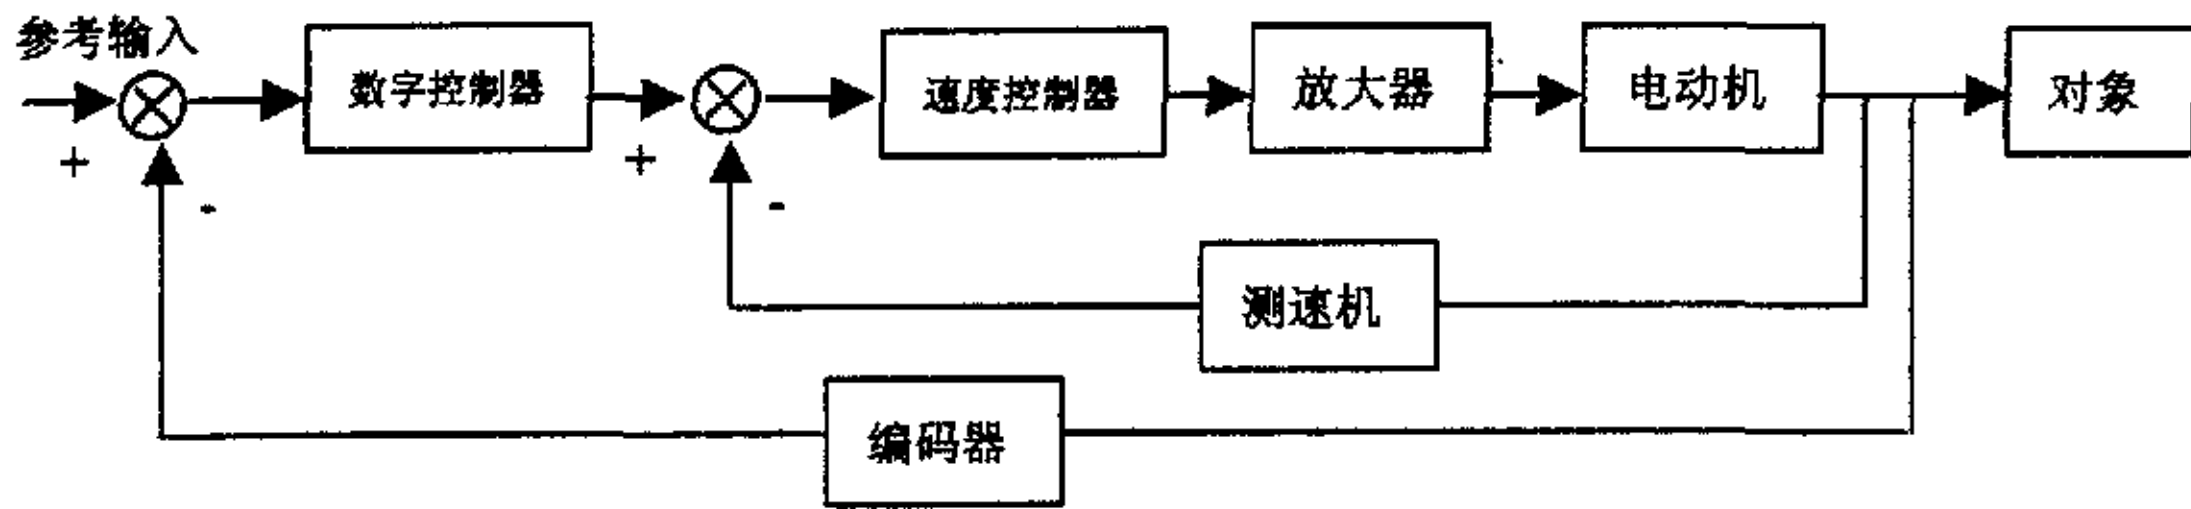 参考输入
数字控制器
速度控制器
放大器
电动机
对象
+
-
+
-
测速机
编码器